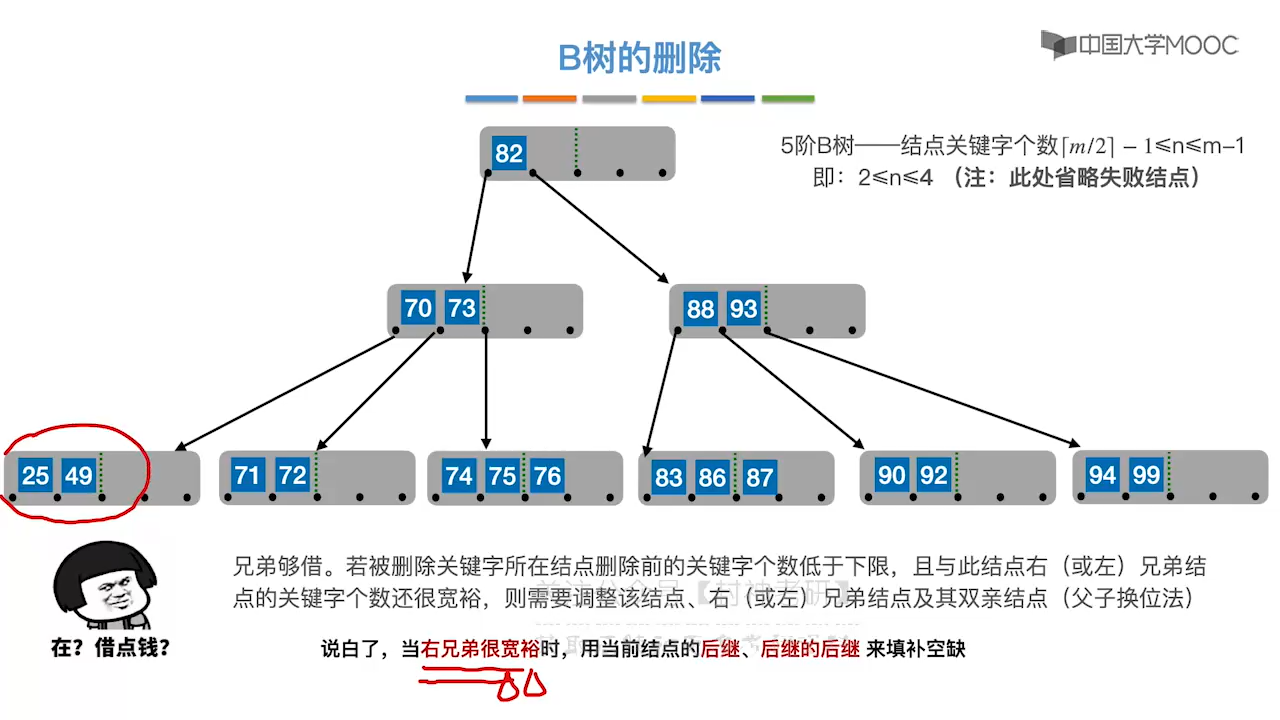 中国大学MOOC
B树的删除
5阶B树——结点关键字个数⌈m/2⌉ − 1≤n≤m–1
即：2≤n≤4 （注：此处省略失败结点）
82
70 73
88 93
25 49
71 72
74 75 76
83 86 87
90 92
94 99
兄弟够借。若被删除关键字所在结点删除前的关键字个数低于下限，且与此结点右（或左）兄弟结
点的关键字个数还很宽裕，则需要调整该结点、右（或左）兄弟结点及其双亲结点（父子换位法）
在？借点钱？
说白了，当右兄弟很宽裕时，用当前结点的后继、后继的后继 来填补空缺